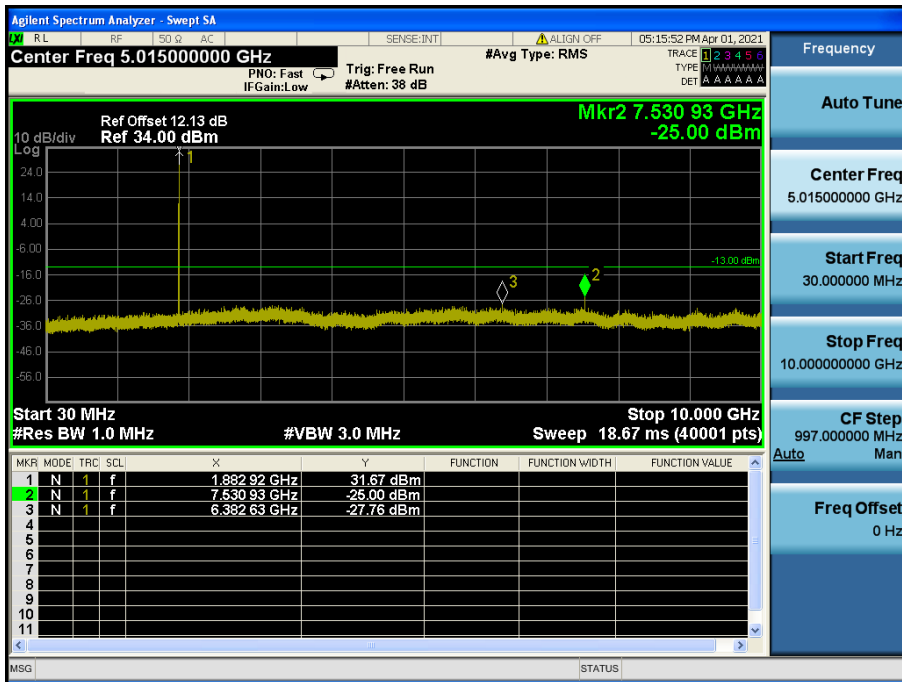 Agilent Spectrum Analyzer - Swept SA
LXI RL RF 50 Ω AC SENSE:INT ALIGN OFF 05:15:52 PM Apr 01, 2021
Center Freq 5.015000000 GHz #Avg Type: RMS TRACE 1 2 3 4 5 6
PNO: Fast Trig: Free Run TYPE MWWWWW
IFGain:Low #Atten: 38 dB DET A A A A A A
Mkr2 7.530 93 GHz
-25.00 dBm
Ref Offset 12.13 dB
10 dB/div Ref 34.00 dBm
Log
1
24.0
14.0
4.00
-6.00
-13.00 dBm
-16.0
3
2
-26.0
-36.0
-46.0
-56.0
Start 30 MHz Stop 10.000 GHz
#Res BW 1.0 MHz #VBW 3.0 MHz Sweep 18.67 ms (40001 pts)
MKR MODE TRC SCL X Y FUNCTION FUNCTION WIDTH FUNCTION VALUE
1 N 1 f 1.882 92 GHz 31.67 dBm
2 N 1 f 7.530 93 GHz -25.00 dBm
3 N 1 f 6.382 63 GHz -27.76 dBm
4
5
6
7
8
9
10
11
MSG STATUS
Frequency
Auto Tune
Center Freq
5.015000000 GHz
Start Freq
30.000000 MHz
Stop Freq
10.000000000 GHz
CF Step
997.000000 MHz
Auto Man
Freq Offset
0 Hz